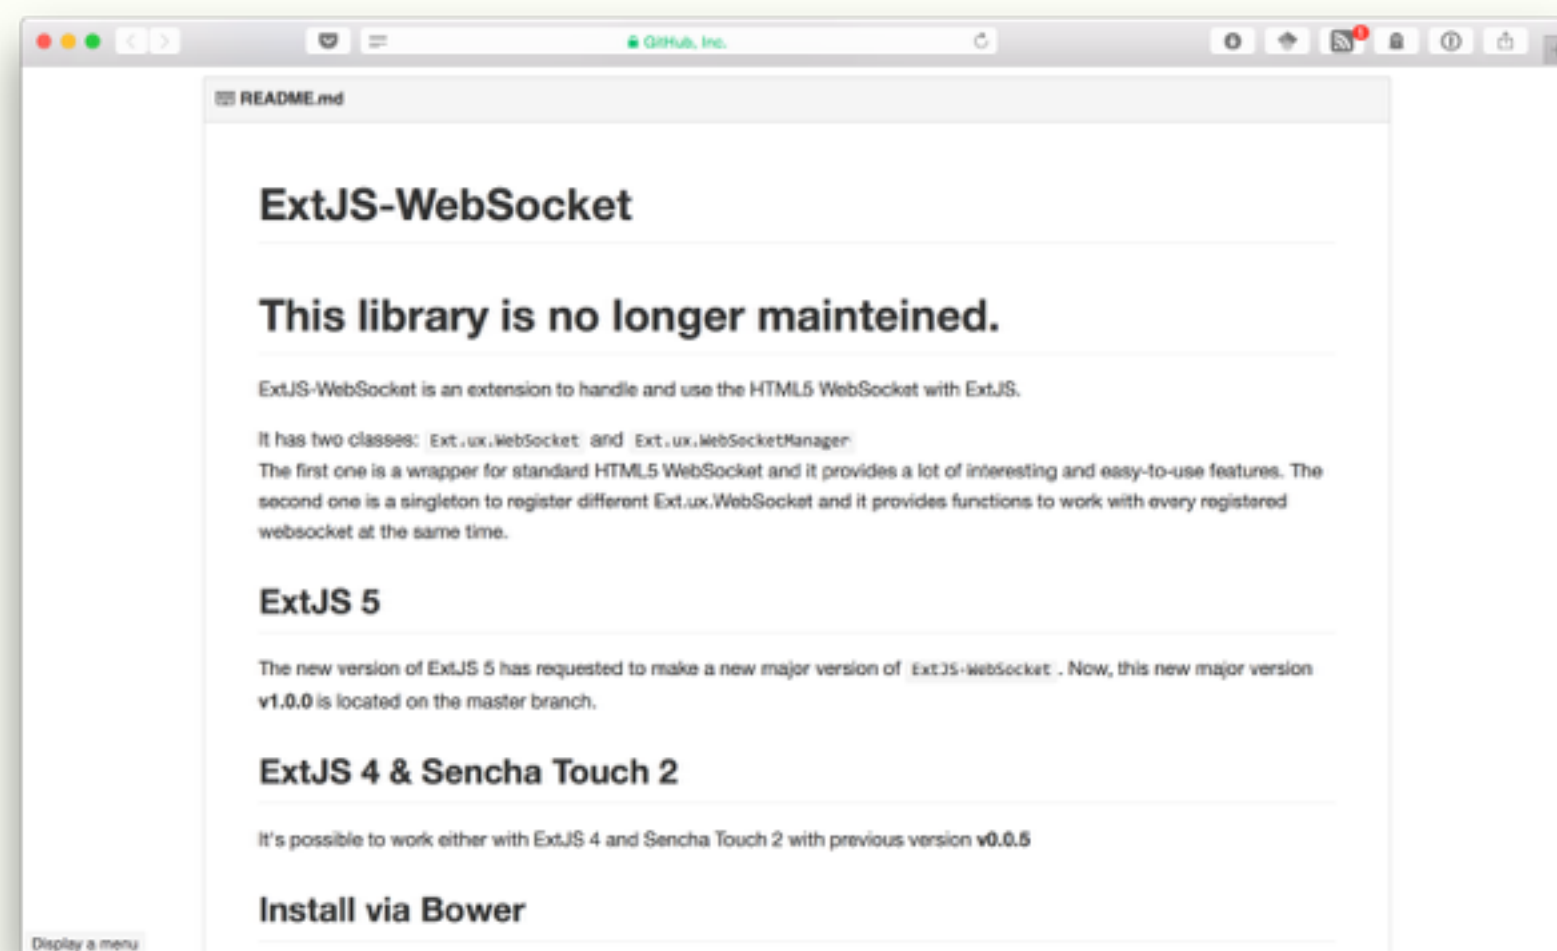 GitHub, Inc.
README.md
ExtJS-WebSocket
This library is no longer mainteined.
ExtJS-WebSocket is an extension to handle and use the HTML5 WebSocket with ExtJS.
It has two classes: Ext.ux.WebSocket and Ext.ux.WebSocketManager
The first one is a wrapper for standard HTML5 WebSocket and it provides a lot of interesting and easy-to-use features. The
second one is a singleton to register different Ext.ux.WebSocket and it provides functions to work with every registered
websocket at the same time.
ExtJS 5
The new version of ExtJS 5 has requested to make a new major version of ExtJS-WebSocket . Now, this new major version
v1.0.0 is located on the master branch.
ExtJS 4 & Sencha Touch 2
It's possible to work either with ExtJS 4 and Sencha Touch 2 with previous version v0.0.5
Install via Bower
Display a menu